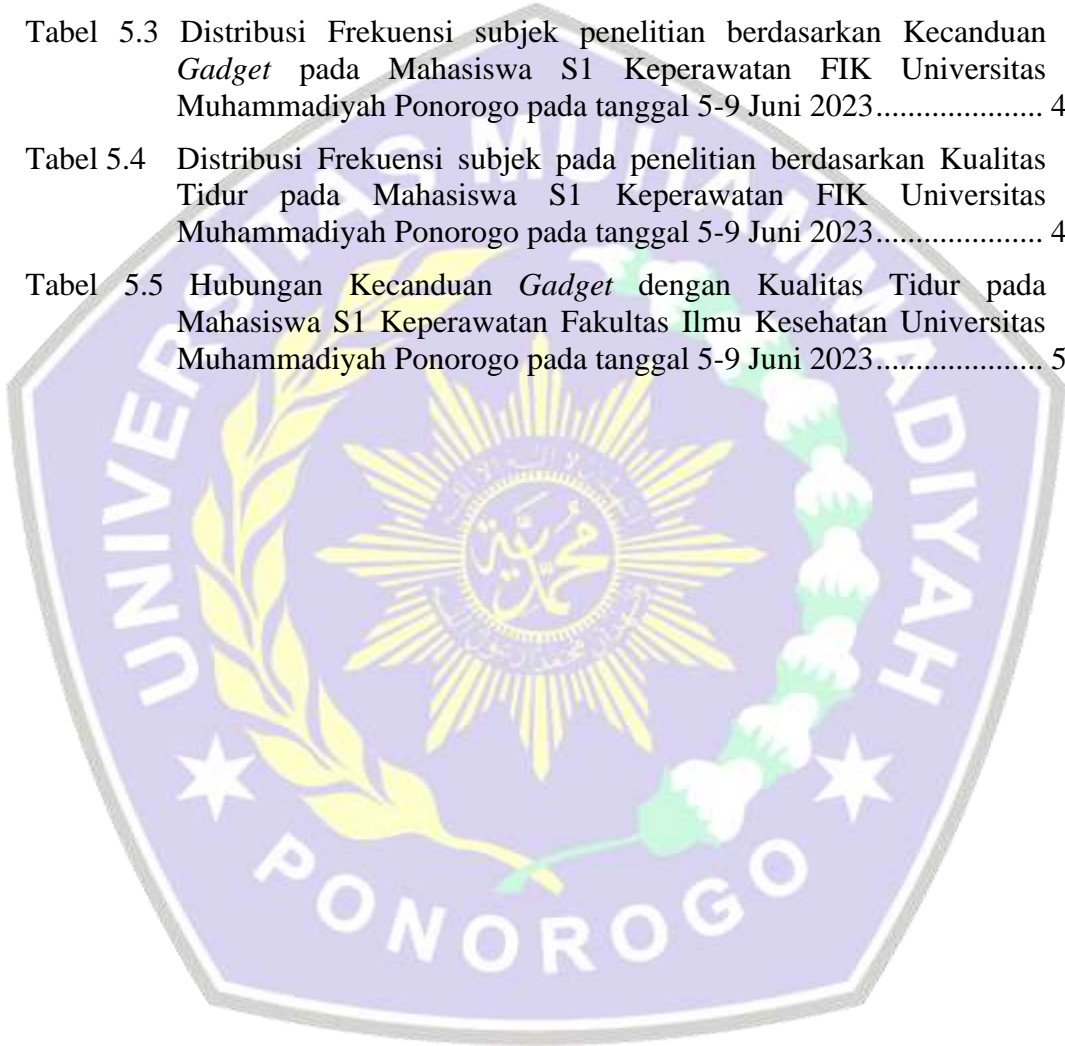 Tabel 5.3 Distribusi Frekuensi subjek penelitian berdasarkan Kecanduan
Gadget pada Mahasiswa S1 Keperawatan FIK Universitas
Muhammadiyah Ponorogo pada tanggal 5-9 Juni 2023..................... 4
Tabel 5.4 Distribusi Frekuensi subjek pada penelitian berdasarkan Kualitas
Tidur pada Mahasiswa S1 Keperawatan FIK Universitas
Muhammadiyah Ponorogo pada tanggal 5-9 Juni 2023..................... 4
Tabel 5.5 Hubungan Kecanduan Gadget dengan Kualitas Tidur pada
Mahasiswa S1 Keperawatan Fakultas Ilmu Kesehatan Universitas
Muhammadiyah Ponorogo pada tanggal 5-9 Juni 2023..................... 5
UNIVERSITAS MUHAMMADIYAH
PONOROGO
محمدية